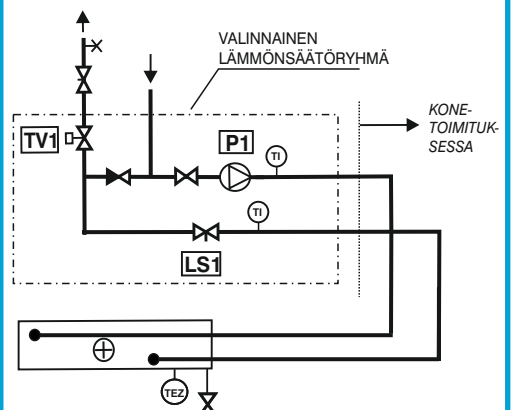 VALINNAINEN
LÄMMÖNSÄÄTÖRYHMÄ
KONE-
TOIMITUK-
SESSA
TV1
P1
TI
TI
LS1
TEZ